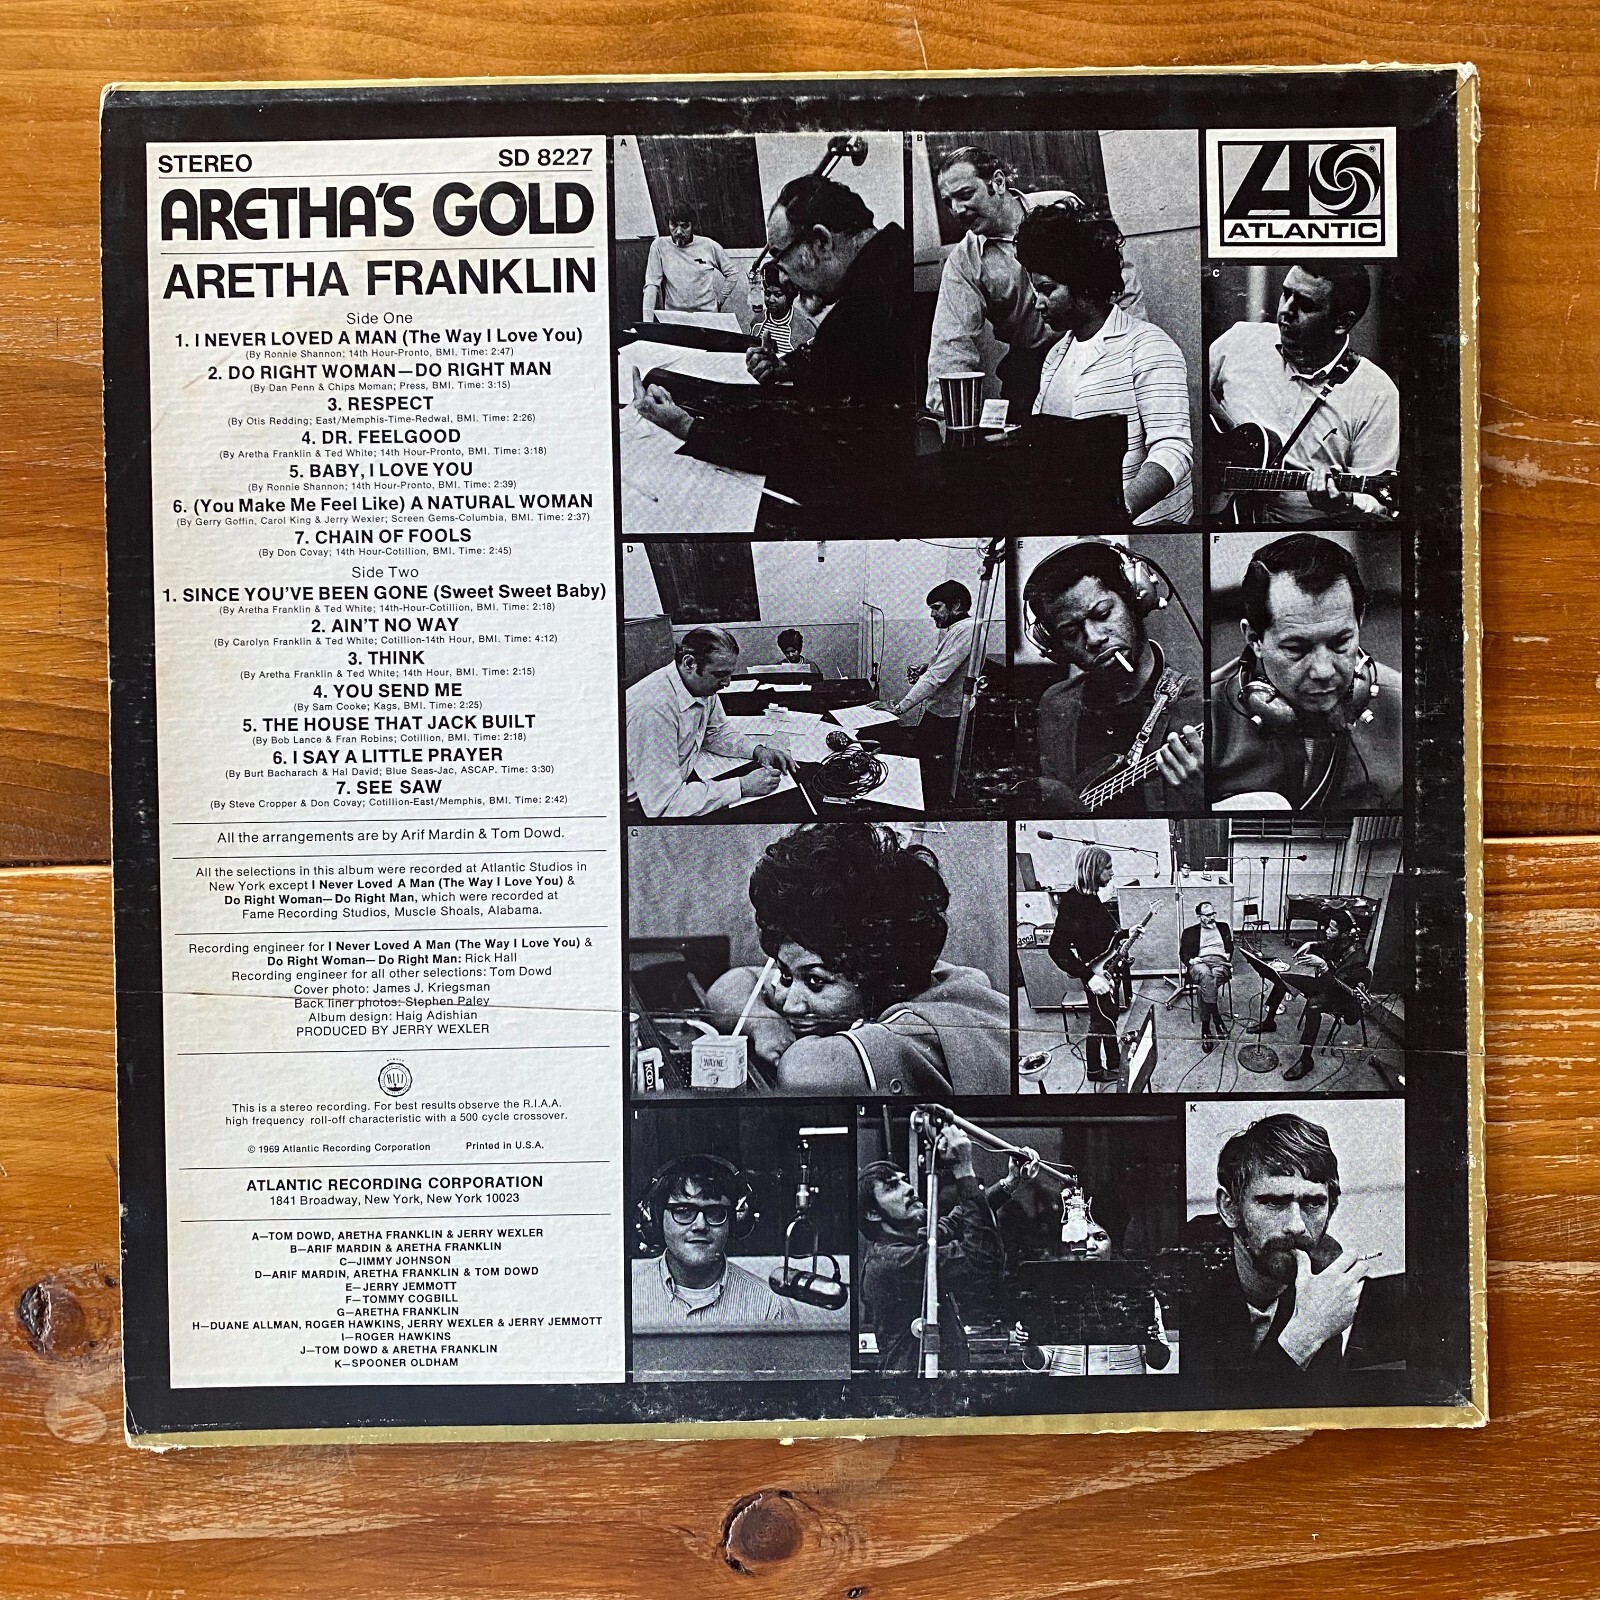 STEREO SD 8227
ARETHA'S GOLD
ARETHA FRANKLIN
Side One
1. I NEVER LOVED A MAN (The Way I Love You)
(By Ronnie Shannon; 14th Hour-Pronto, BMI. Time: 2:47)
2. DO RIGHT WOMAN—DO RIGHT MAN
(By Dan Penn & Chips Moman; Press, BMI. Time: 3:15)
3. RESPECT
(By Otis Redding; East/Memphis-Time-Redwal, BMI. Time: 2:26)
4. DR. FEELGOOD
(By Aretha Franklin & Ted White; 14th Hour-Pronto, BMI. Time: 3:18)
5. BABY, I LOVE YOU
(By Ronnie Shannon; 14th Hour-Pronto, BMI. Time: 2:39)
6. (You Make Me Feel Like) A NATURAL WOMAN
(By Gerry Goffin, Carol King & Jerry Wexler; Screen Gems-Columbia, BMI. Time: 2:37)
7. CHAIN OF FOOLS
(By Don Covay; 14th Hour-Cotillion, BMI. Time: 2:45)
Side Two
1. SINCE YOU'VE BEEN GONE (Sweet Sweet Baby)
(By Aretha Franklin & Ted White; 14th-Hour-Cotillion, BMI. Time: 2:18)
2. AIN'T NO WAY
(By Carolyn Franklin & Ted White; Cotillion-14th Hour, BMI. Time: 4:12)
3. THINK
(By Aretha Franklin & Ted White; 14th Hour, BMI. Time: 2:15)
4. YOU SEND ME
(By Sam Cooke; Kags, BMI. Time: 2:25)
5. THE HOUSE THAT JACK BUILT
(By Bob Lance & Fran Robins; Cotillion, BMI. Time: 2:18)
6. I SAY A LITTLE PRAYER
(By Burt Bacharach & Hal David; Blue Seas-Jac, ASCAP. Time: 3:30)
7. SEE SAW
(By Steve Cropper & Don Covay; Cotillion-East/Memphis, BMI. Time: 2:42)
All the arrangements are by Arif Mardin & Tom Dowd.
All the selections in this album were recorded at Atlantic Studios in
New York except I Never Loved A Man (The Way I Love You) &
Do Right Woman—Do Right Man, which were recorded at
Fame Recording Studios, Muscle Shoals, Alabama.
Recording engineer for I Never Loved A Man (The Way I Love You) &
Do Right Woman—Do Right Man: Rick Hall
Recording engineer for all other selections: Tom Dowd
Cover photo: James J. Kriegsman
Back liner photos: Stephen Paley
Album design: Haig Adishian
PRODUCED BY JERRY WEXLER
This is a stereo recording. For best results observe the R.I.A.A.
high frequency roll-off characteristic with a 500 cycle crossover.
© 1969 Atlantic Recording Corporation Printed in U.S.A.
ATLANTIC RECORDING CORPORATION
1841 Broadway, New York, New York 10023
A—TOM DOWD, ARETHA FRANKLIN & JERRY WEXLER
B—ARIF MARDIN & ARETHA FRANKLIN
C—JIMMY JOHNSON
D—ARIF MARDIN, ARETHA FRANKLIN & TOM DOWD
E—JERRY JEMMOTT
F—TOMMY COGBILL
G—ARETHA FRANKLIN
H—DUANE ALLMAN, ROGER HAWKINS, JERRY WEXLER & JERRY JEMMOTT
I—ROGER HAWKINS
J—TOM DOWD & ARETHA FRANKLIN
K—SPOONER OLDHAM
A
B
A ®
ATLANTIC
C
D
E
F
G
WAYNE
KOOL
H
I
J
K